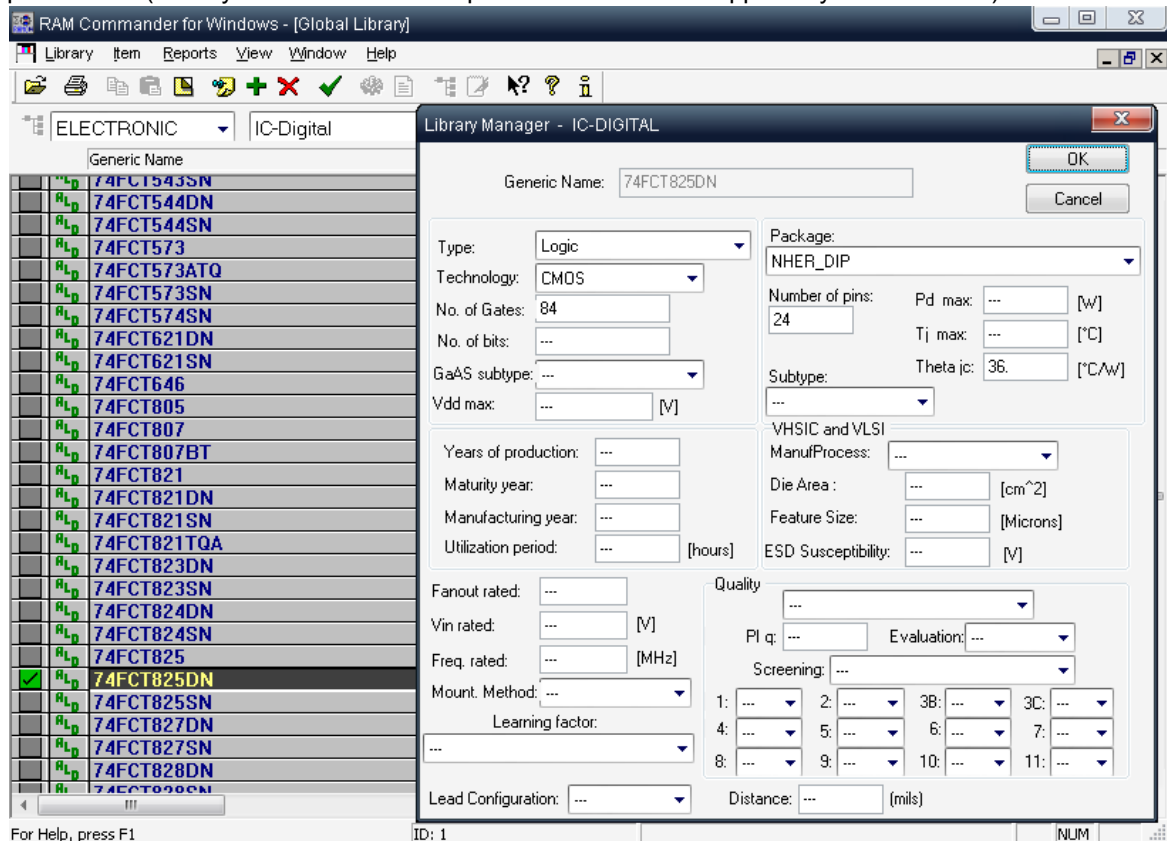 RAM Commander for Windows - [Global Library]
Library Item Reports View Window Help
ELECTRONIC IC-Digital
Generic Name
74FCT543SN
74FCT544DN
74FCT544SN
74FCT573
74FCT573ATQ
74FCT573SN
74FCT574SN
74FCT621DN
74FCT621SN
74FCT646
74FCT805
74FCT807
74FCT807BT
74FCT821
74FCT821DN
74FCT821SN
74FCT821TQA
74FCT823DN
74FCT823SN
74FCT824DN
74FCT824SN
74FCT825
74FCT825DN
74FCT825SN
74FCT827DN
74FCT827SN
74FCT828DN
74FCT828SN
Library Manager - IC-DIGITAL
OK
Generic Name: 74FCT825DN
Cancel
Type: Logic
Technology: CMOS
No. of Gates: 84
No. of bits: ---
GaAS subtype: ---
Vdd max: --- [V]
Package:
NHER_DIP
Number of pins: Pd max: --- [W]
24
Tj max: --- [°C]
Theta jc: 36. [°C/W]
Subtype:
---
Years of production: ---
Maturity year: ---
Manufacturing year: ---
Utilization period: --- [hours]
VHSIC and VLSI
ManufProcess: ---
Die Area : --- [cm^2]
Feature Size: --- [Microns]
ESD Susceptibility: --- [V]
Fanout rated: ---
Vin rated: --- [V]
Freq. rated: --- [MHz]
Mount. Method: ---
Learning factor:
---
Quality
---
PI q: --- Evaluation: ---
Screening: ---
1: --- 2: --- 3B: --- 3C: ---
4: --- 5: --- 6: --- 7: ---
8: --- 9: --- 10: --- 11: ---
Lead Configuration: --- Distance: --- (mils)
For Help, press F1 ID: 1 NUM